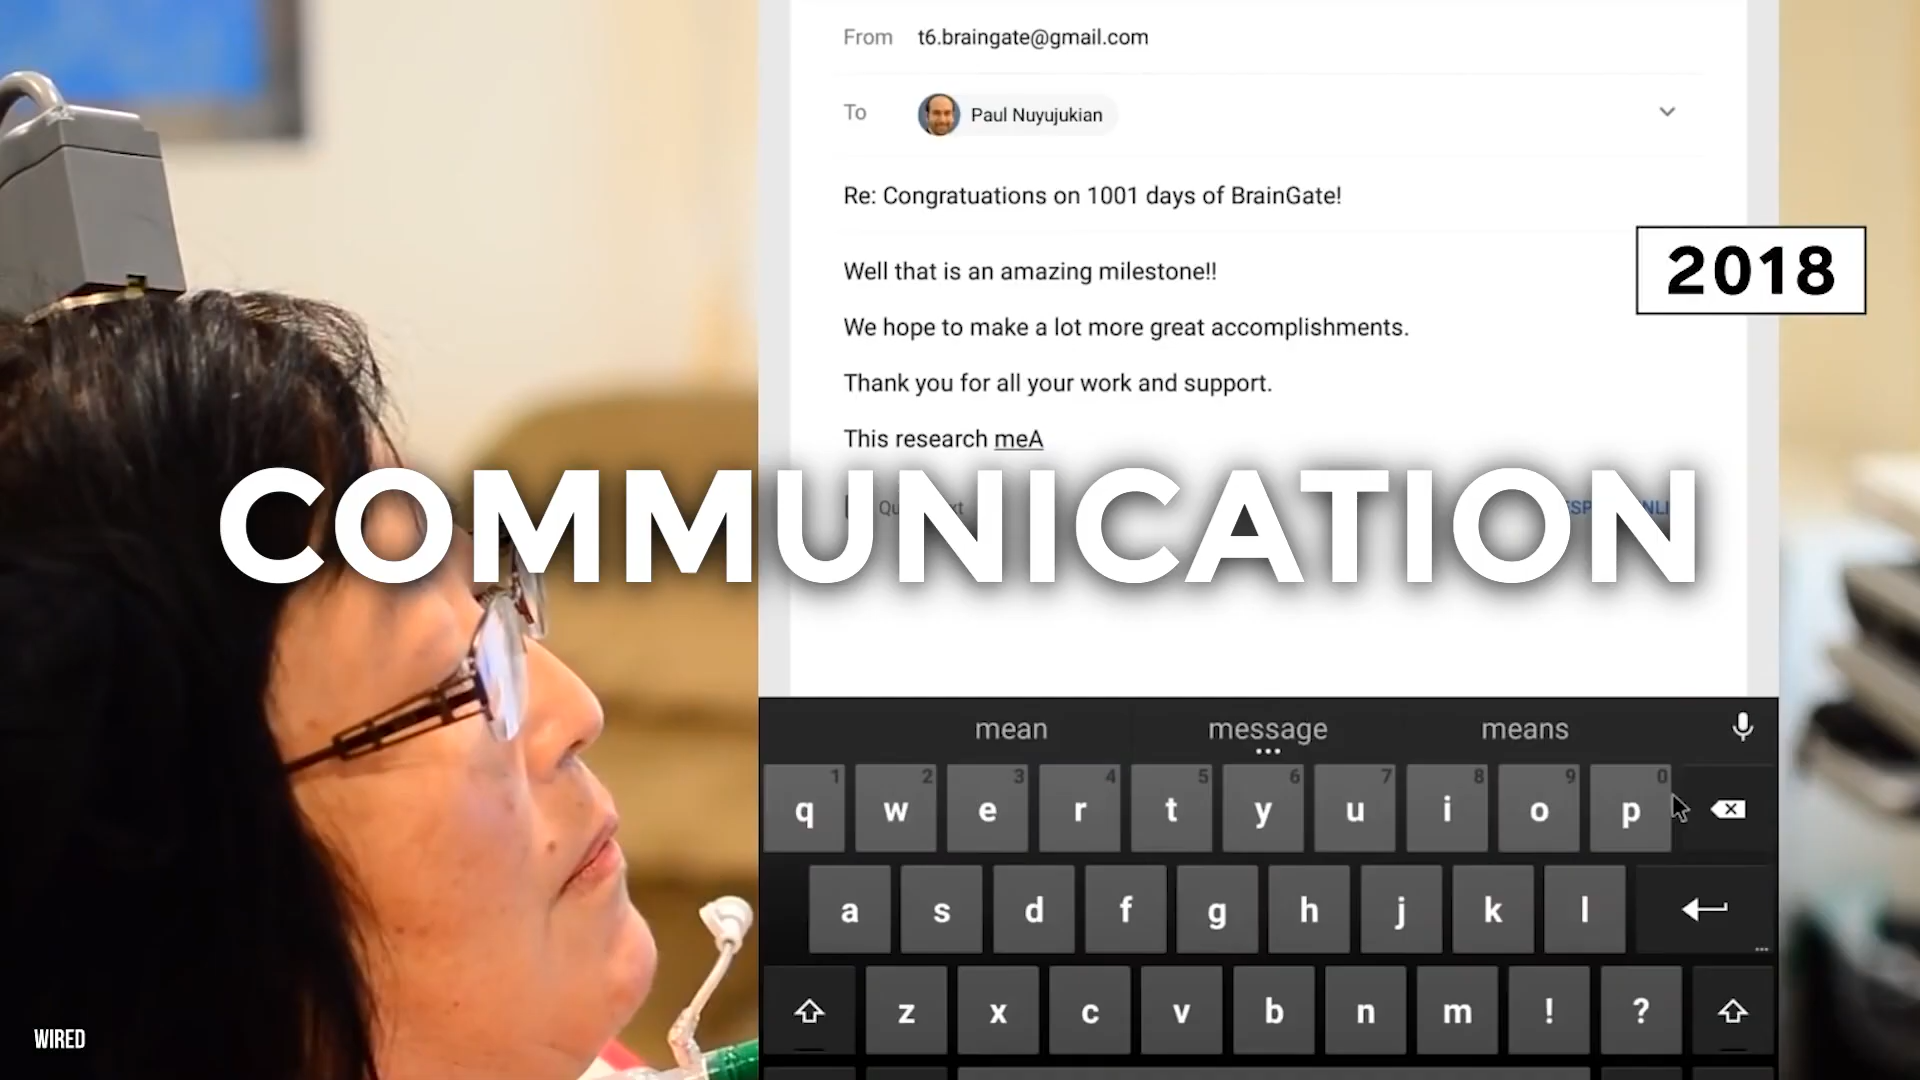 From t6.braingate@gmail.com
To Paul Nuyujukian
Re: Congratuations on 1001 days of BrainGate!
2018
Well that is an amazing milestone!!
We hope to make a lot more great accomplishments.
Thank you for all your work and support.
This research meA
COMMUNICATION
mean message means
1 2 3 4 5 6 7 8 9 0
q w e r t y u i o p
a s d f g h j k l
z x c v b n m ! ?
WIRED